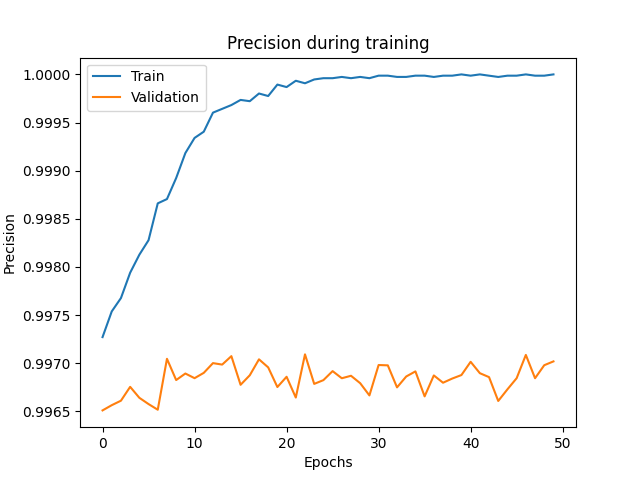 Precision during training
Train
Validation
1.0000
0.9995
0.9990
0.9985
0.9980
0.9975
0.9970
0.9965
Precision
0 10 20 30 40 50
Epochs